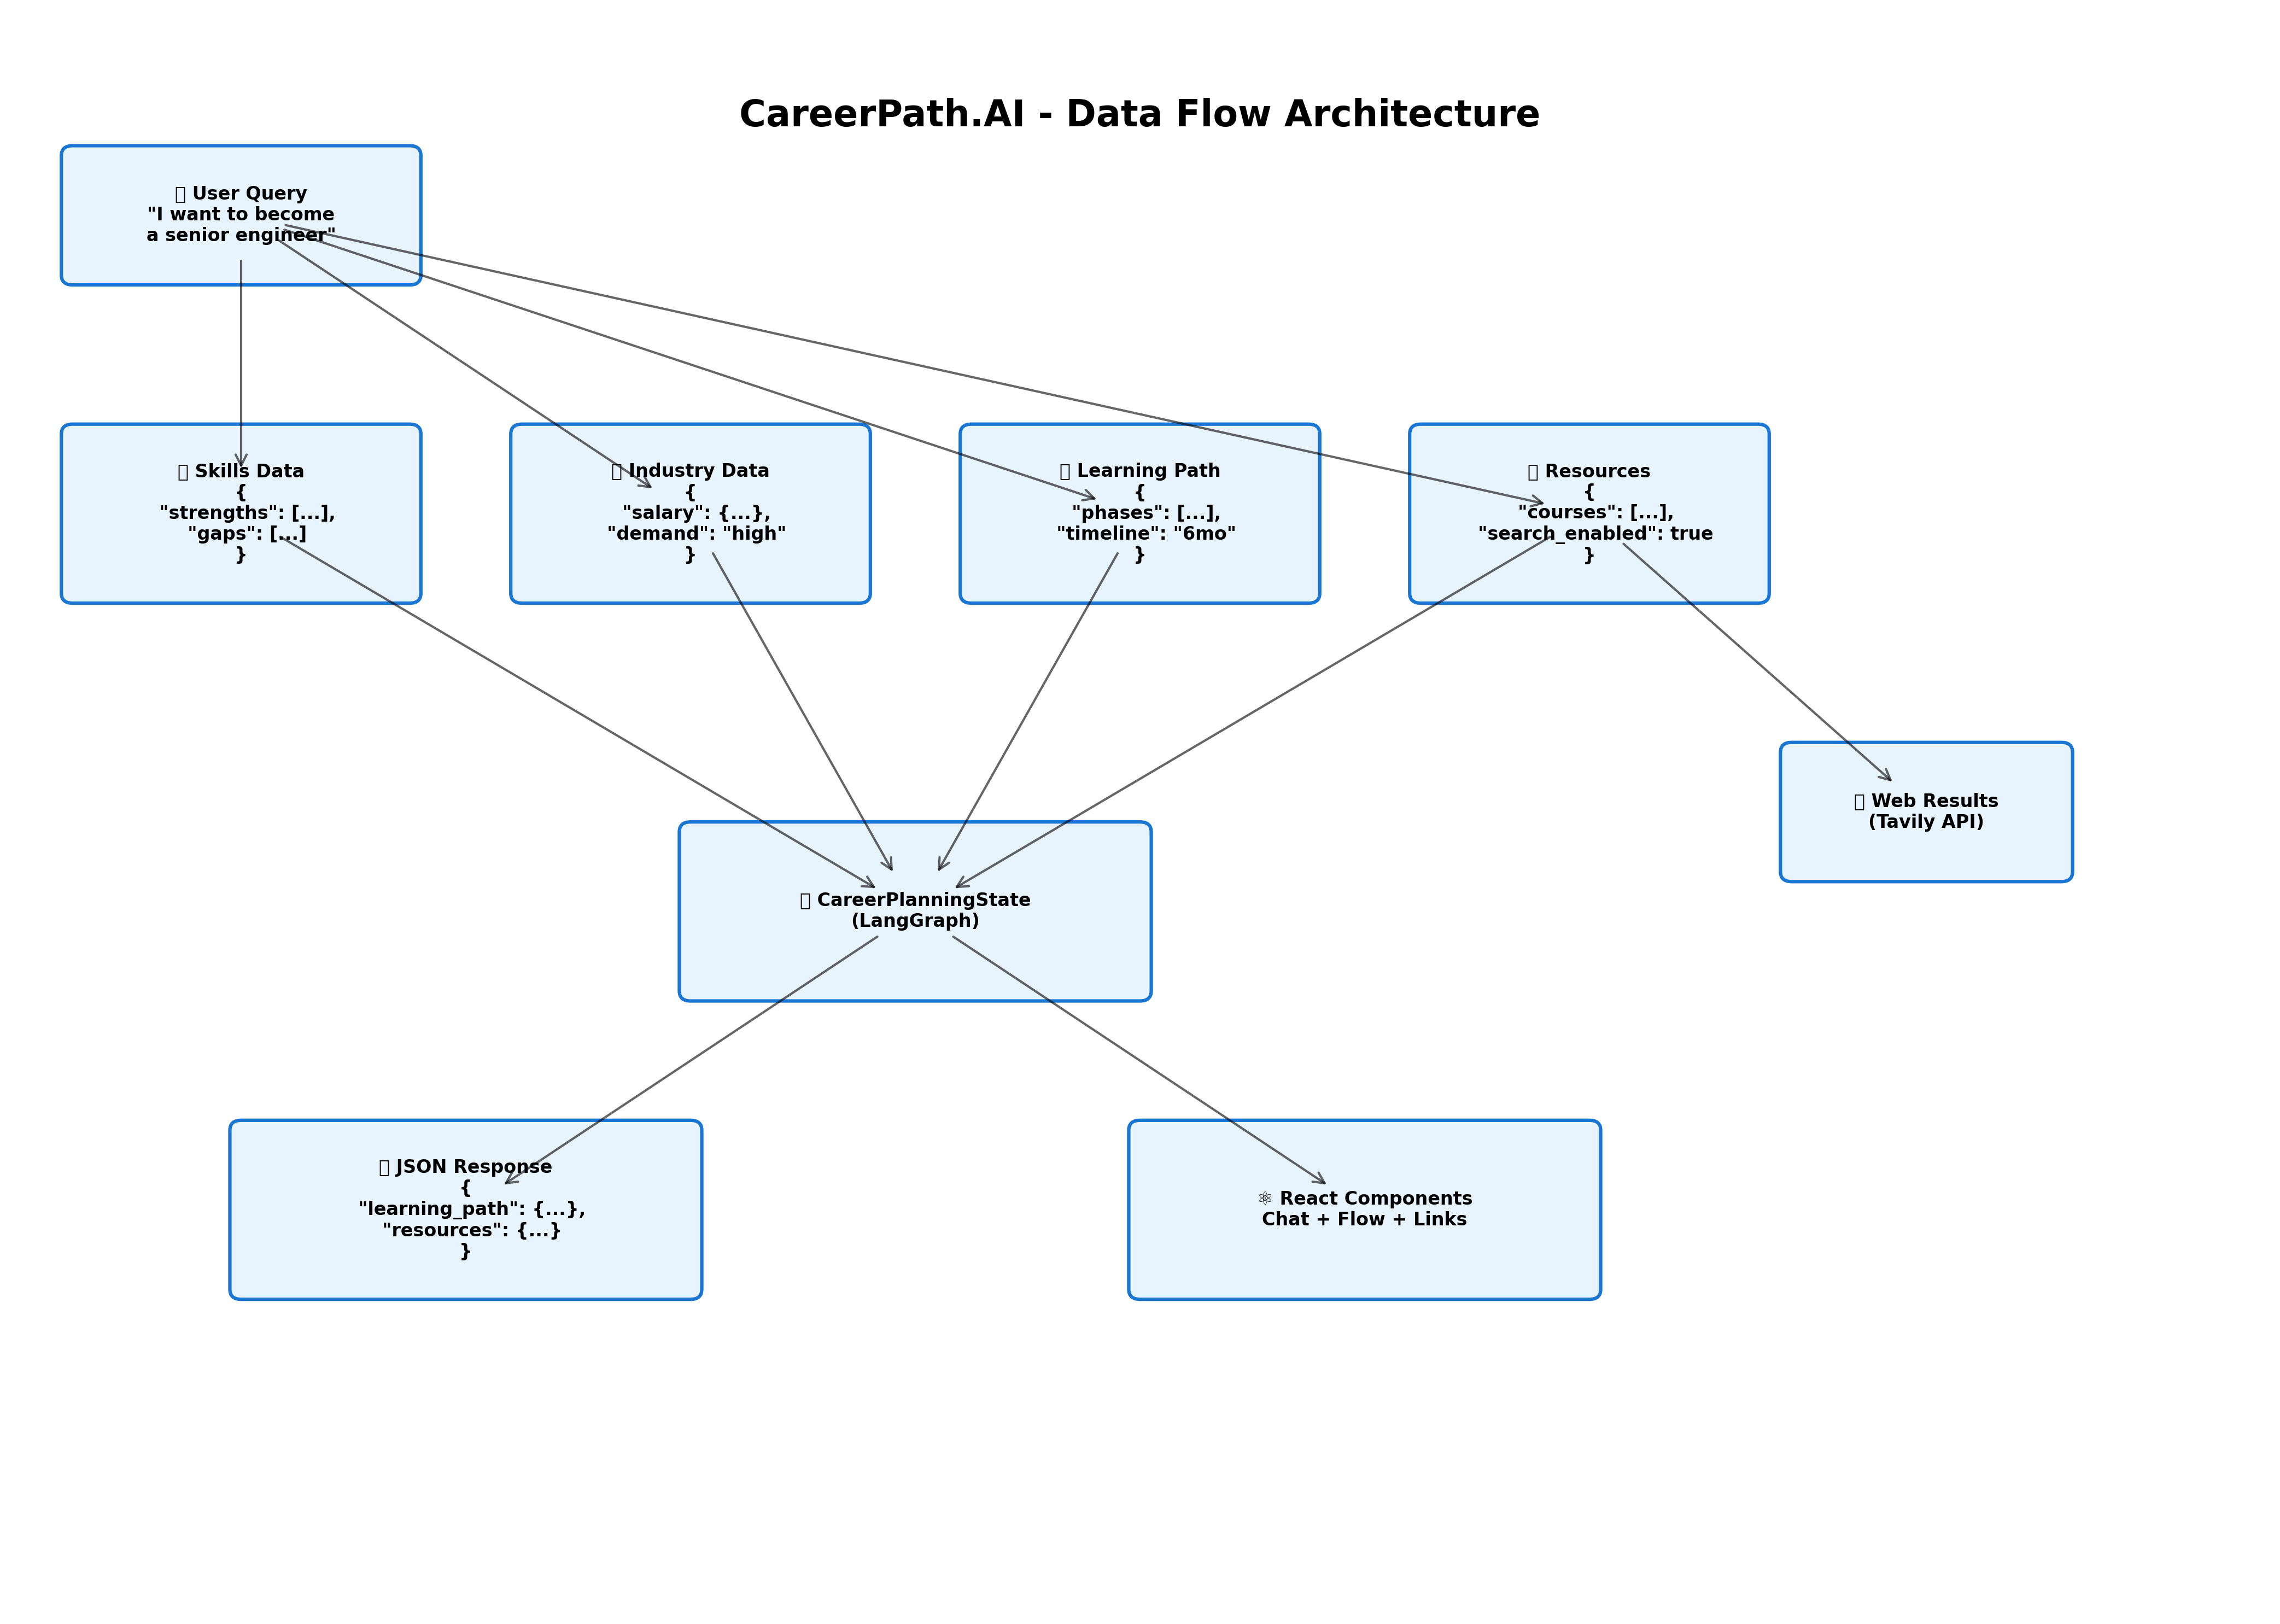 CareerPath.AI - Data Flow Architecture
▯ User Query
"I want to become
a senior engineer"
▯ Skills Data
{
"strengths": [...],
"gaps": [...]
}
▯ Industry Data
{
"salary": {...},
"demand": "high"
}
▯ Learning Path
{
"phases": [...],
"timeline": "6mo"
}
▯ Resources
{
"courses": [...],
"search_enabled": true
}
▯ Web Results
(Tavily API)
▯ CareerPlanningState
(LangGraph)
▯ JSON Response
{
"learning_path": {...},
"resources": {...}
}
⚛ React Components
Chat + Flow + Links